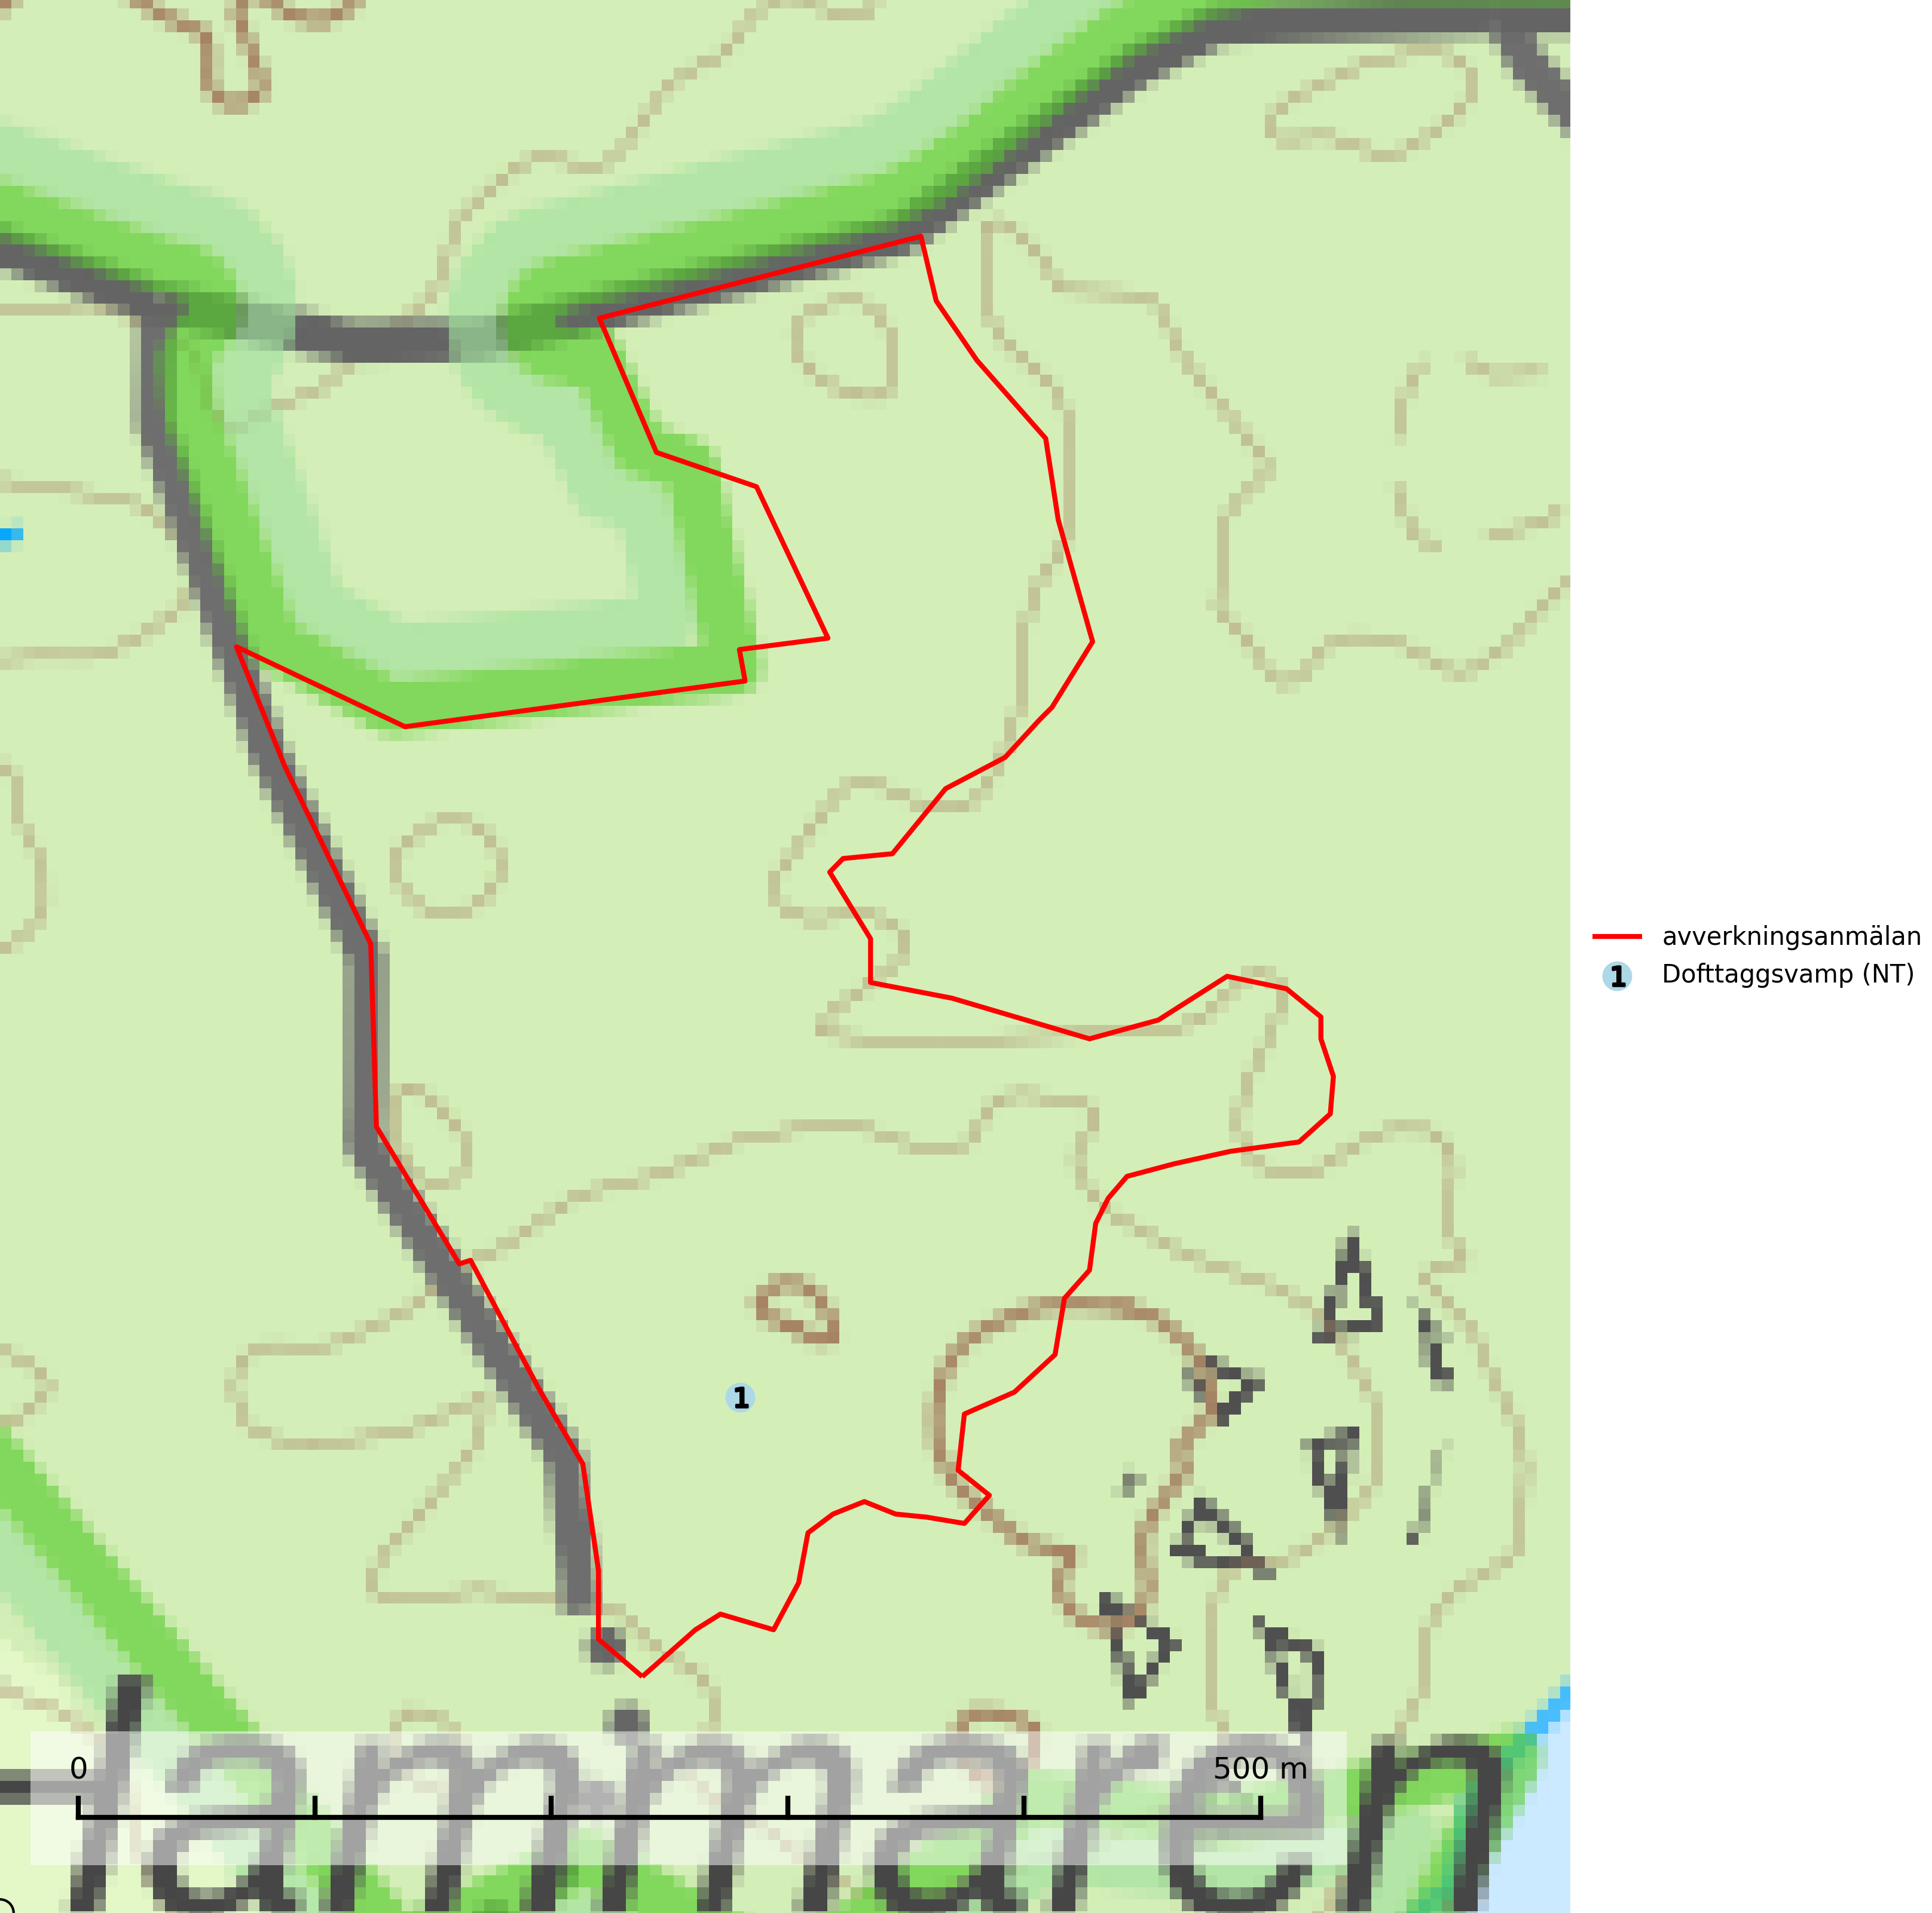 avverkningsanmälan
1 Dofttaggsvamp (NT)
1
0 500 m
lammaren